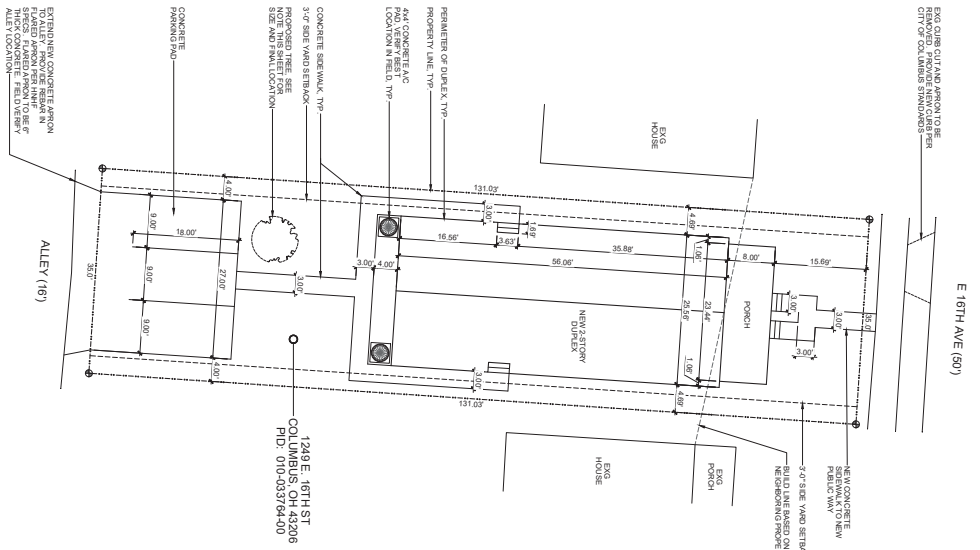 EXG CURB CUT AND APRON TO BE
REMOVED. PROVIDE NEW CURB PER
CITY OF COLUMBUS STANDARDS
E 16TH AVE (50')
EXG
HOUSE
PERIMETER OF DUPLEX, TYP.
PROPERTY LINE, TYP.
4'x4' CONCRETE A/C
PAD, VERIFY BEST
LOCATION IN FIELD, TYP.
CONCRETE SIDEWALK, TYP.
3'-0" SIDE YARD SETBACK
PROPOSED TREE, SEE
NOTE THIS SHEET FOR
SIZE AND FINAL LOCATION
CONCRETE
PARKING PAD
EXTEND NEW CONCRETE APRON
TO ALLEY. PROVIDE REBAR IN
FLARED APRON PER HNHF
SPECS. FLARED APRON TO BE 6"
THICK CONCRETE. FIELD VERIFY
ALLEY LOCATION
ALLEY (16')
131.03'
4.00'
9.00'
18.00'
9.00'
27.00'
9.00'
4.00'
35.0'
3.00'
3.00'
4.00'
3.00'
1.69'
16.56'
3.63'
35.88'
56.06'
4.69'
1.06'
8.00'
15.69'
25.56'
23.44'
PORCH
3.00'
3.00'
3.00'
35.0'
NEW 2-STORY
DUPLEX
1.06'
4.69'
3.00'
131.03'
EXG
HOUSE
EXG
PORCH
NEW CONCRETE
SIDEWALK TO NEW
PUBLIC WAY
3'-0" SIDE YARD SETBA
BUILD LINE BASED ON
NEIGHBORING PROPE
1249 E. 16TH ST
COLUMBUS, OH 43206
PID: 010-033764-00